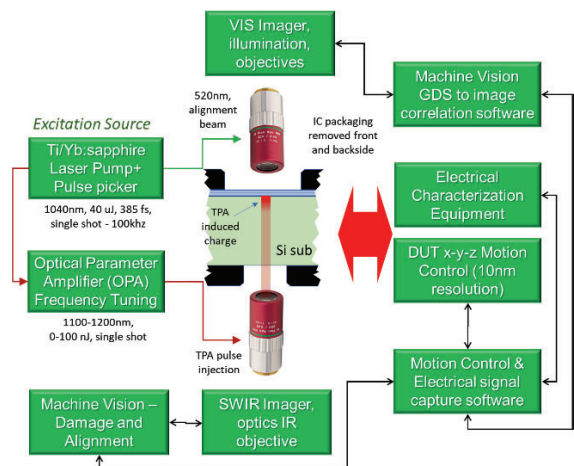 VIS Imager,
illumination,
objectives
Machine Vision
GDS to image
correlation software
520nm,
alignment
beam
IC packaging
removed front
and backside
Excitation Source
Ti/Yb:sapphire
Laser Pump+
Pulse picker
1040nm, 40 uJ, 385 fs,
single shot - 100khz
TPA
induced
charge
Si sub
Electrical
Characterization
Equipment
Optical Parameter
Amplifier (OPA)
Frequency Tuning
1100-1200nm,
0-100 nJ, single shot
DUT x-y-z Motion
Control (10nm
resolution)
TPA pulse
injection
Motion Control &
Electrical signal
capture software
Machine Vision –
Damage and
Alignment
SWIR Imager,
optics IR
objective